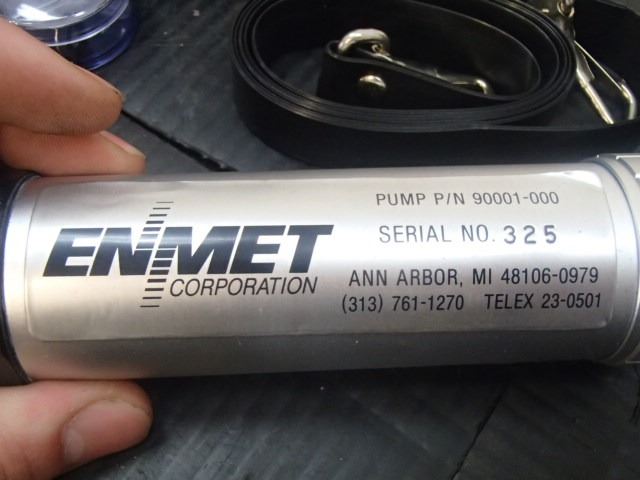 ENMET
CORPORATION
PUMP P/N 90001-000
SERIAL NO. 325
ANN ARBOR, MI 48106-0979
(313) 761-1270 TELEX 23-0501